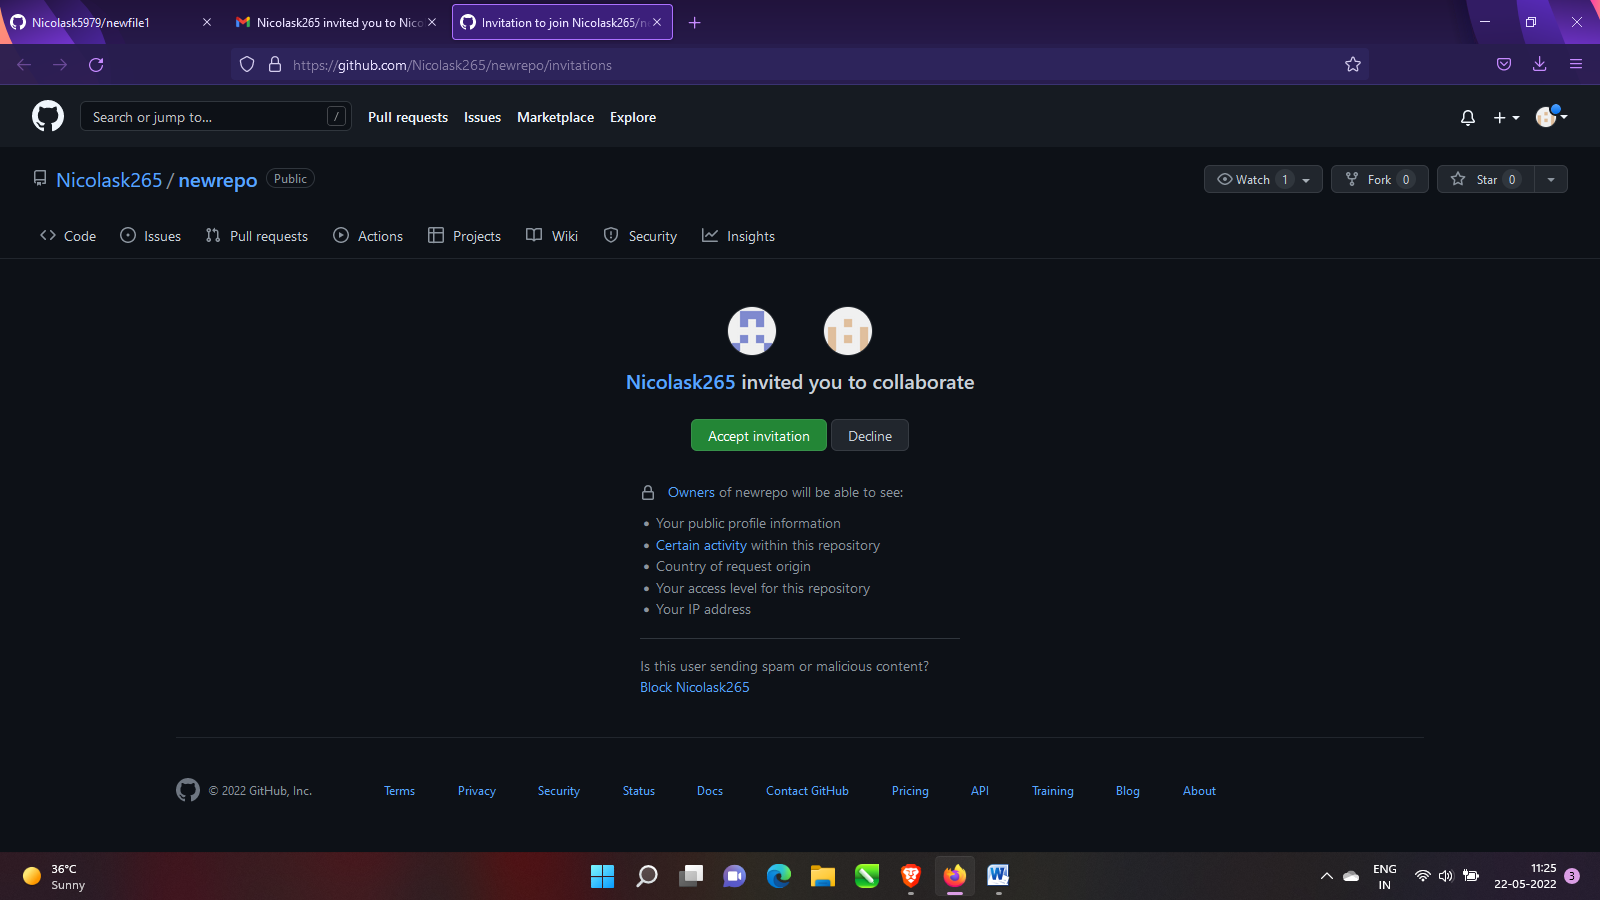 Nicolask5979/newfile1
Nicolask265 invited you to Nico
Invitation to join Nicolask265/n
https://github.com/Nicolask265/newrepo/invitations
Search or jump to...
/
Pull requests
Issues
Marketplace
Explore
Nicolask265 / newrepo
Public
Watch 1
Fork 0
Star 0
Code
Issues
Pull requests
Actions
Projects
Wiki
Security
Insights
Nicolask265 invited you to collaborate
Accept invitation
Decline
Owners of newrepo will be able to see:
• Your public profile information
• Certain activity within this repository
• Country of request origin
• Your access level for this repository
• Your IP address
Is this user sending spam or malicious content?
Block Nicolask265
© 2022 GitHub, Inc.
Terms
Privacy
Security
Status
Docs
Contact GitHub
Pricing
API
Training
Blog
About
36°C
Sunny
W
ENG
IN
11:25
22-05-2022
3